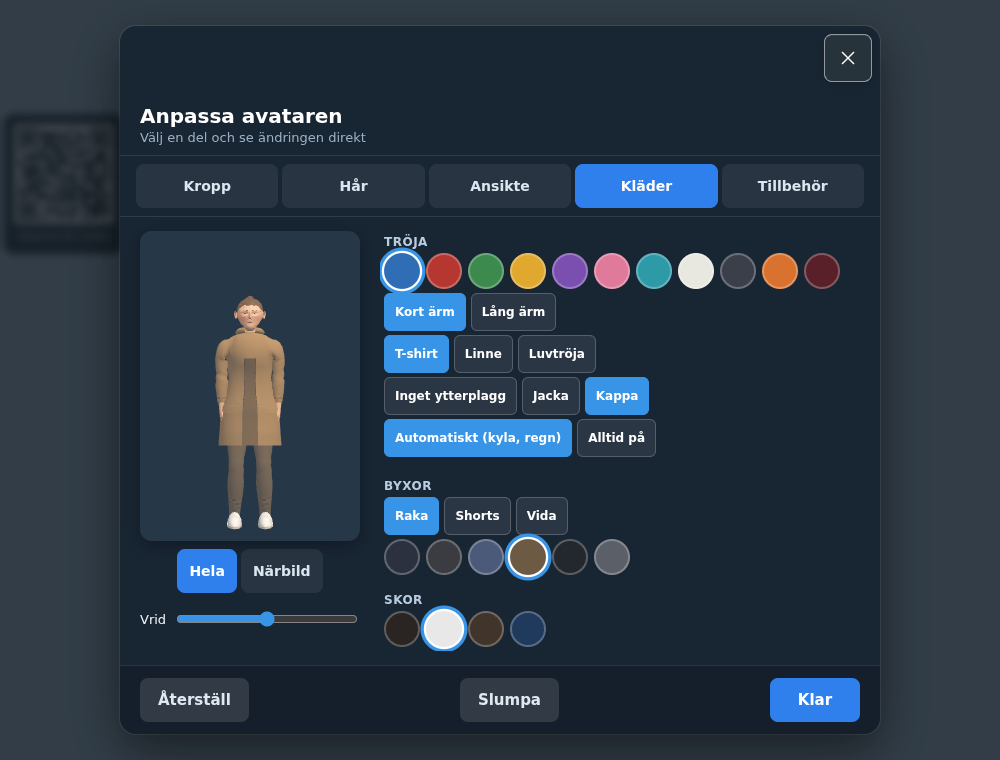 Anpassa avataren
Välj en del och se ändringen direkt
Kropp Hår Ansikte Kläder Tillbehör
TRÖJA
Kort ärm Lång ärm
T-shirt Linne Luvtröja
Inget ytterplagg Jacka Kappa
Automatiskt (kyla, regn) Alltid på
BYXOR
Raka Shorts Vida
SKOR
Hela Närbild
Vrid
Återställ Slumpa Klar